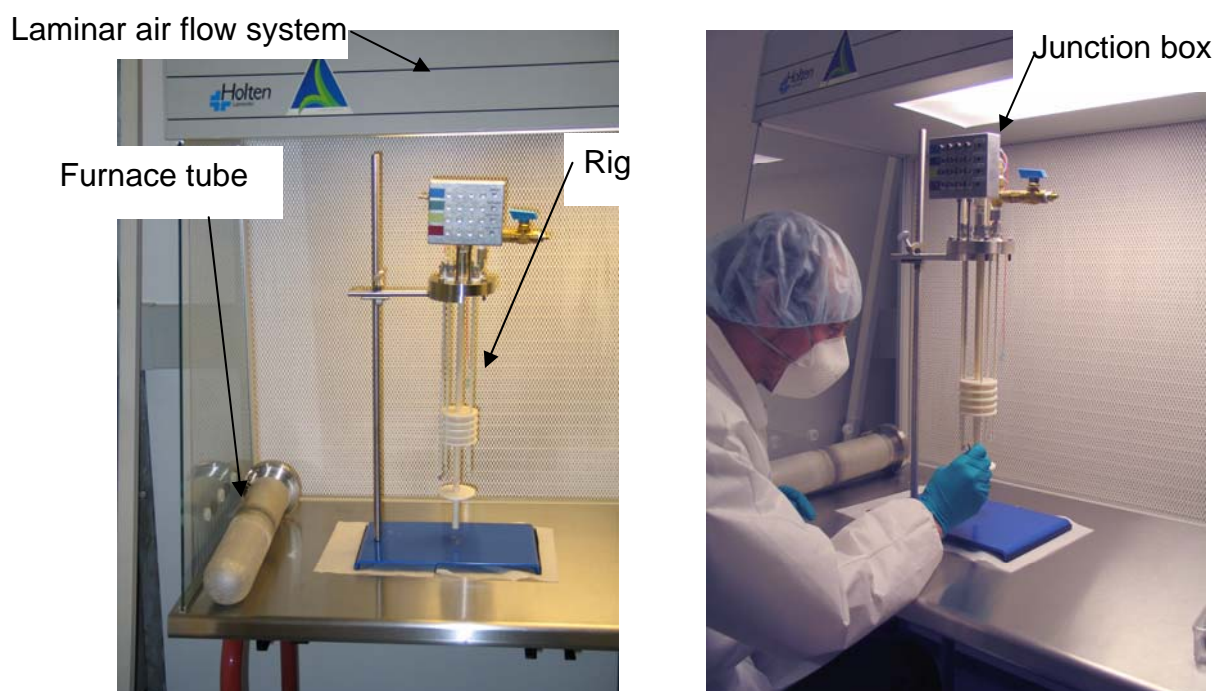 Laminar air flow system
Holten
Furnace tube
Rig
Junction box
Holten